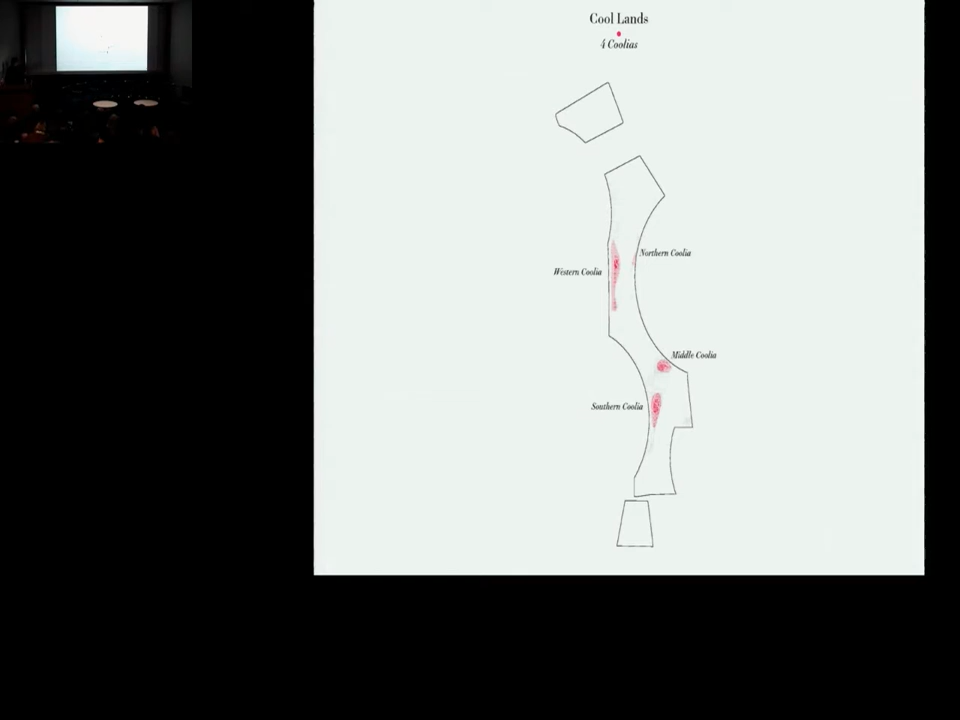 Cool Lands
4 Coolias
Northern Coolia
Western Coolia
Middle Coolia
Southern Coolia